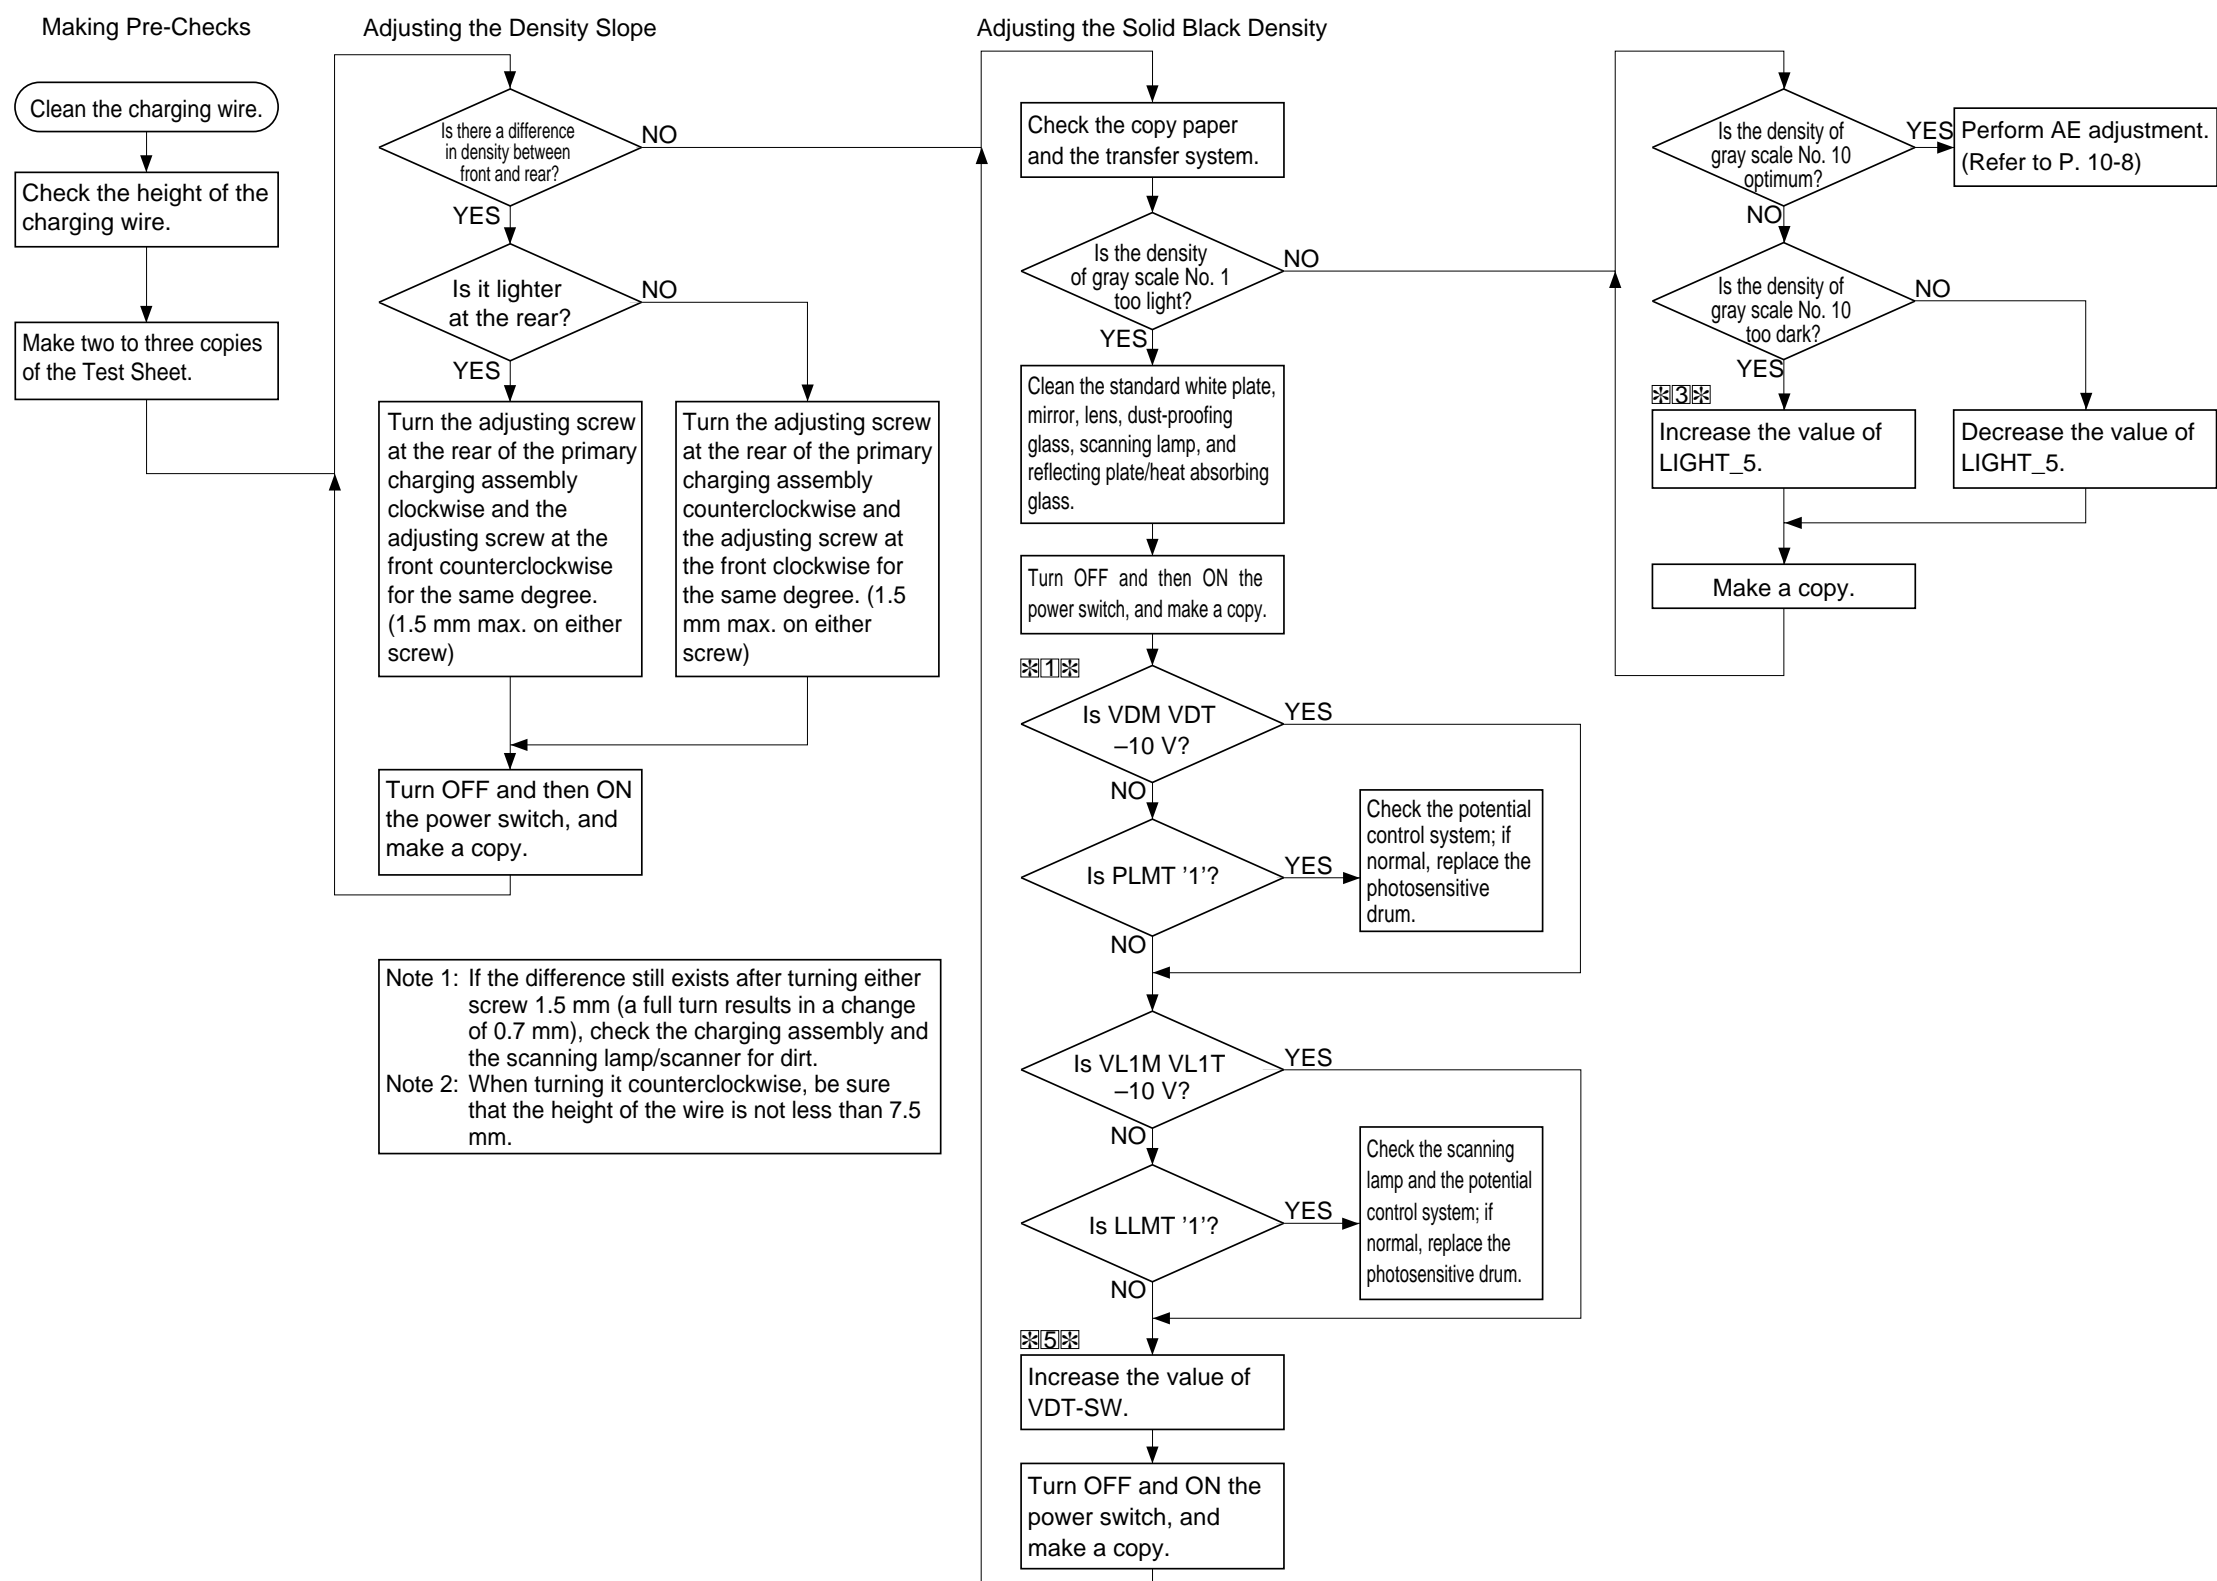 Making Pre-Checks
Clean the charging wire.
Check the height of the
charging wire.
Make two to three copies
of the Test Sheet.
Adjusting the Density Slope
Is there a difference
in density between
front and rear?
NO
YES
Is it lighter
at the rear?
NO
YES
Turn the adjusting screw
at the rear of the primary
charging assembly
clockwise and the
adjusting screw at the
front counterclockwise
for the same degree.
(1.5 mm max. on either
screw)
Turn the adjusting screw
at the rear of the primary
charging assembly
counterclockwise and
the adjusting screw at
the front clockwise for
the same degree. (1.5
mm max. on either
screw)
Turn OFF and then ON
the power switch, and
make a copy.
Note 1: If the difference still exists after turning either
screw 1.5 mm (a full turn results in a change
of 0.7 mm), check the charging assembly and
the scanning lamp/scanner for dirt.
Note 2: When turning it counterclockwise, be sure
that the height of the wire is not less than 7.5
mm.
Adjusting the Solid Black Density
Check the copy paper
and the transfer system.
Is the density
of gray scale No. 1
too light?
NO
YES
Clean the standard white plate,
mirror, lens, dust-proofing
glass, scanning lamp, and
reflecting plate/heat absorbing
glass.
Turn OFF and then ON the
power switch, and make a copy.
✻1✻
Is VDM VDT
–10 V?
YES
NO
Is PLMT '1'?
YES
Check the potential
control system; if
normal, replace the
photosensitive
drum.
NO
Is VL1M VL1T
–10 V?
YES
NO
Is LLMT '1'?
YES
Check the scanning
lamp and the potential
control system; if
normal, replace the
photosensitive drum.
NO
✻5✻
Increase the value of
VDT-SW.
Turn OFF and ON the
power switch, and
make a copy.
Is the density of
gray scale No. 10
optimum?
YES
Perform AE adjustment.
(Refer to P. 10-8)
NO
Is the density of
gray scale No. 10
too dark?
NO
YES
✻3✻
Increase the value of
LIGHT_5.
Decrease the value of
LIGHT_5.
Make a copy.